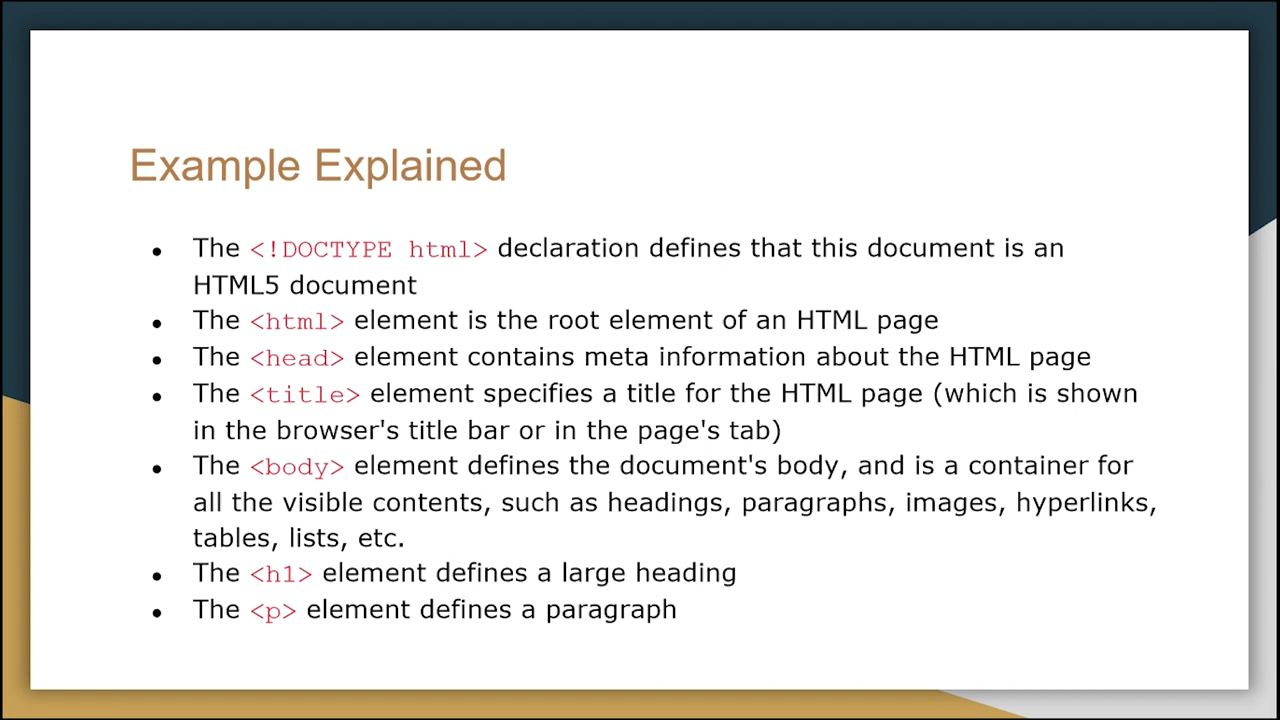 Example Explained
● The <!DOCTYPE html> declaration defines that this document is an
HTML5 document
● The <html> element is the root element of an HTML page
● The <head> element contains meta information about the HTML page
● The <title> element specifies a title for the HTML page (which is shown
in the browser's title bar or in the page's tab)
● The <body> element defines the document's body, and is a container for
all the visible contents, such as headings, paragraphs, images, hyperlinks,
tables, lists, etc.
● The <h1> element defines a large heading
● The <p> element defines a paragraph